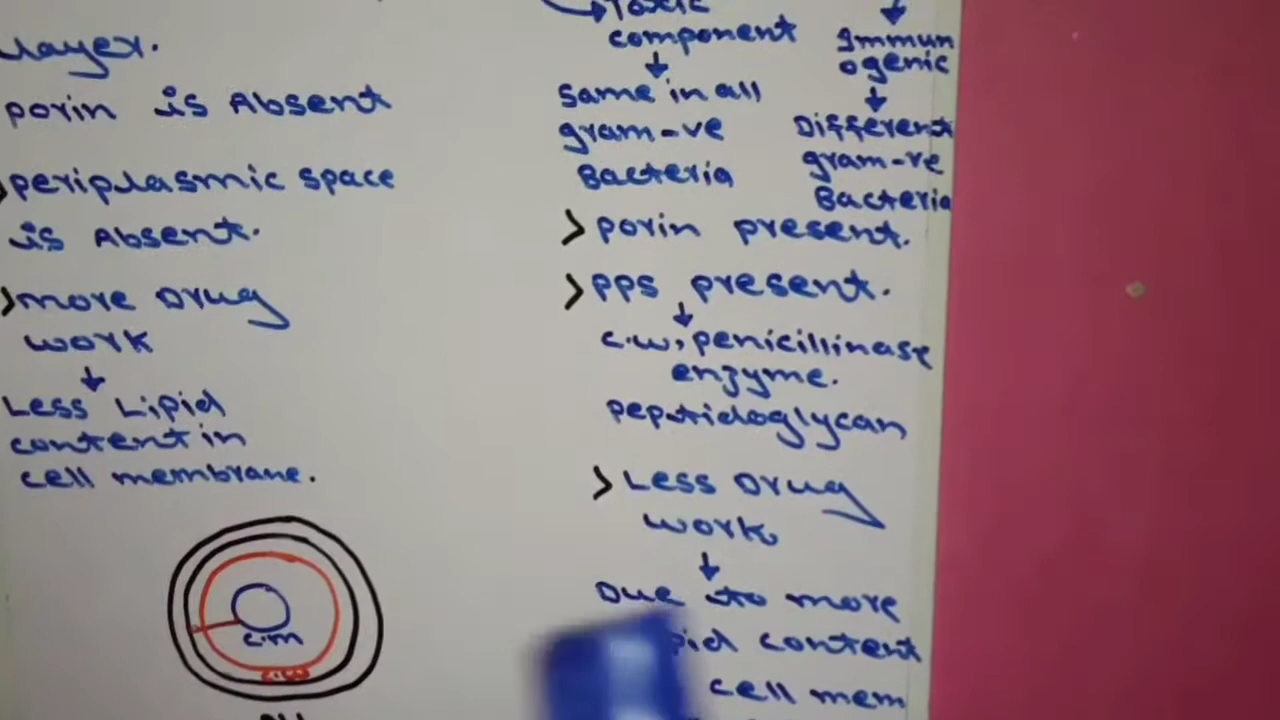 layer.
porin is Absent
periplasmic space
is Absent.
more Drug
work
Less Lipid
content in
cell membrane.
c.m
c.w
Toxic
component
same in all
gram-ve
Bacteria
Immun
ogenic
Different
gram-ve
Bacteria
> porin present.
> pps present.
c.w, penicillinase
enzyme.
peptidoglycan
> Less Drug
work
Due to more
content
cell mem